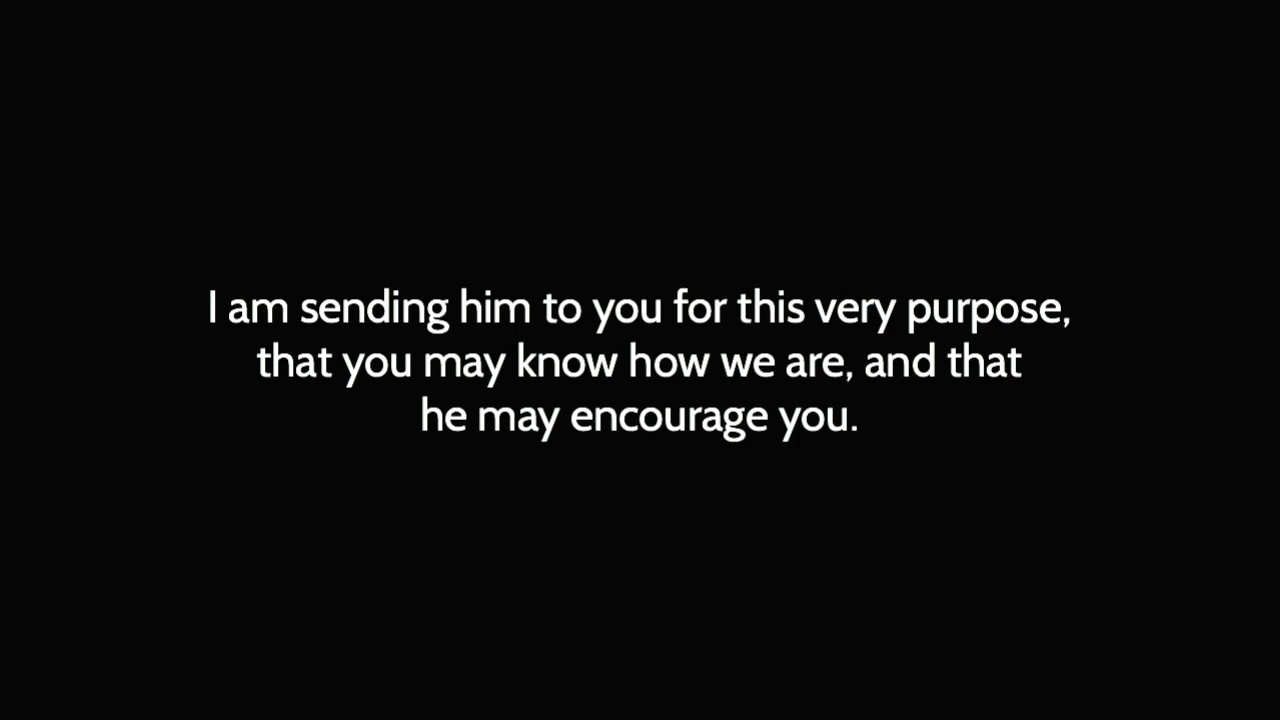 I am sending him to you for this very purpose,
that you may know how we are, and that
he may encourage you.